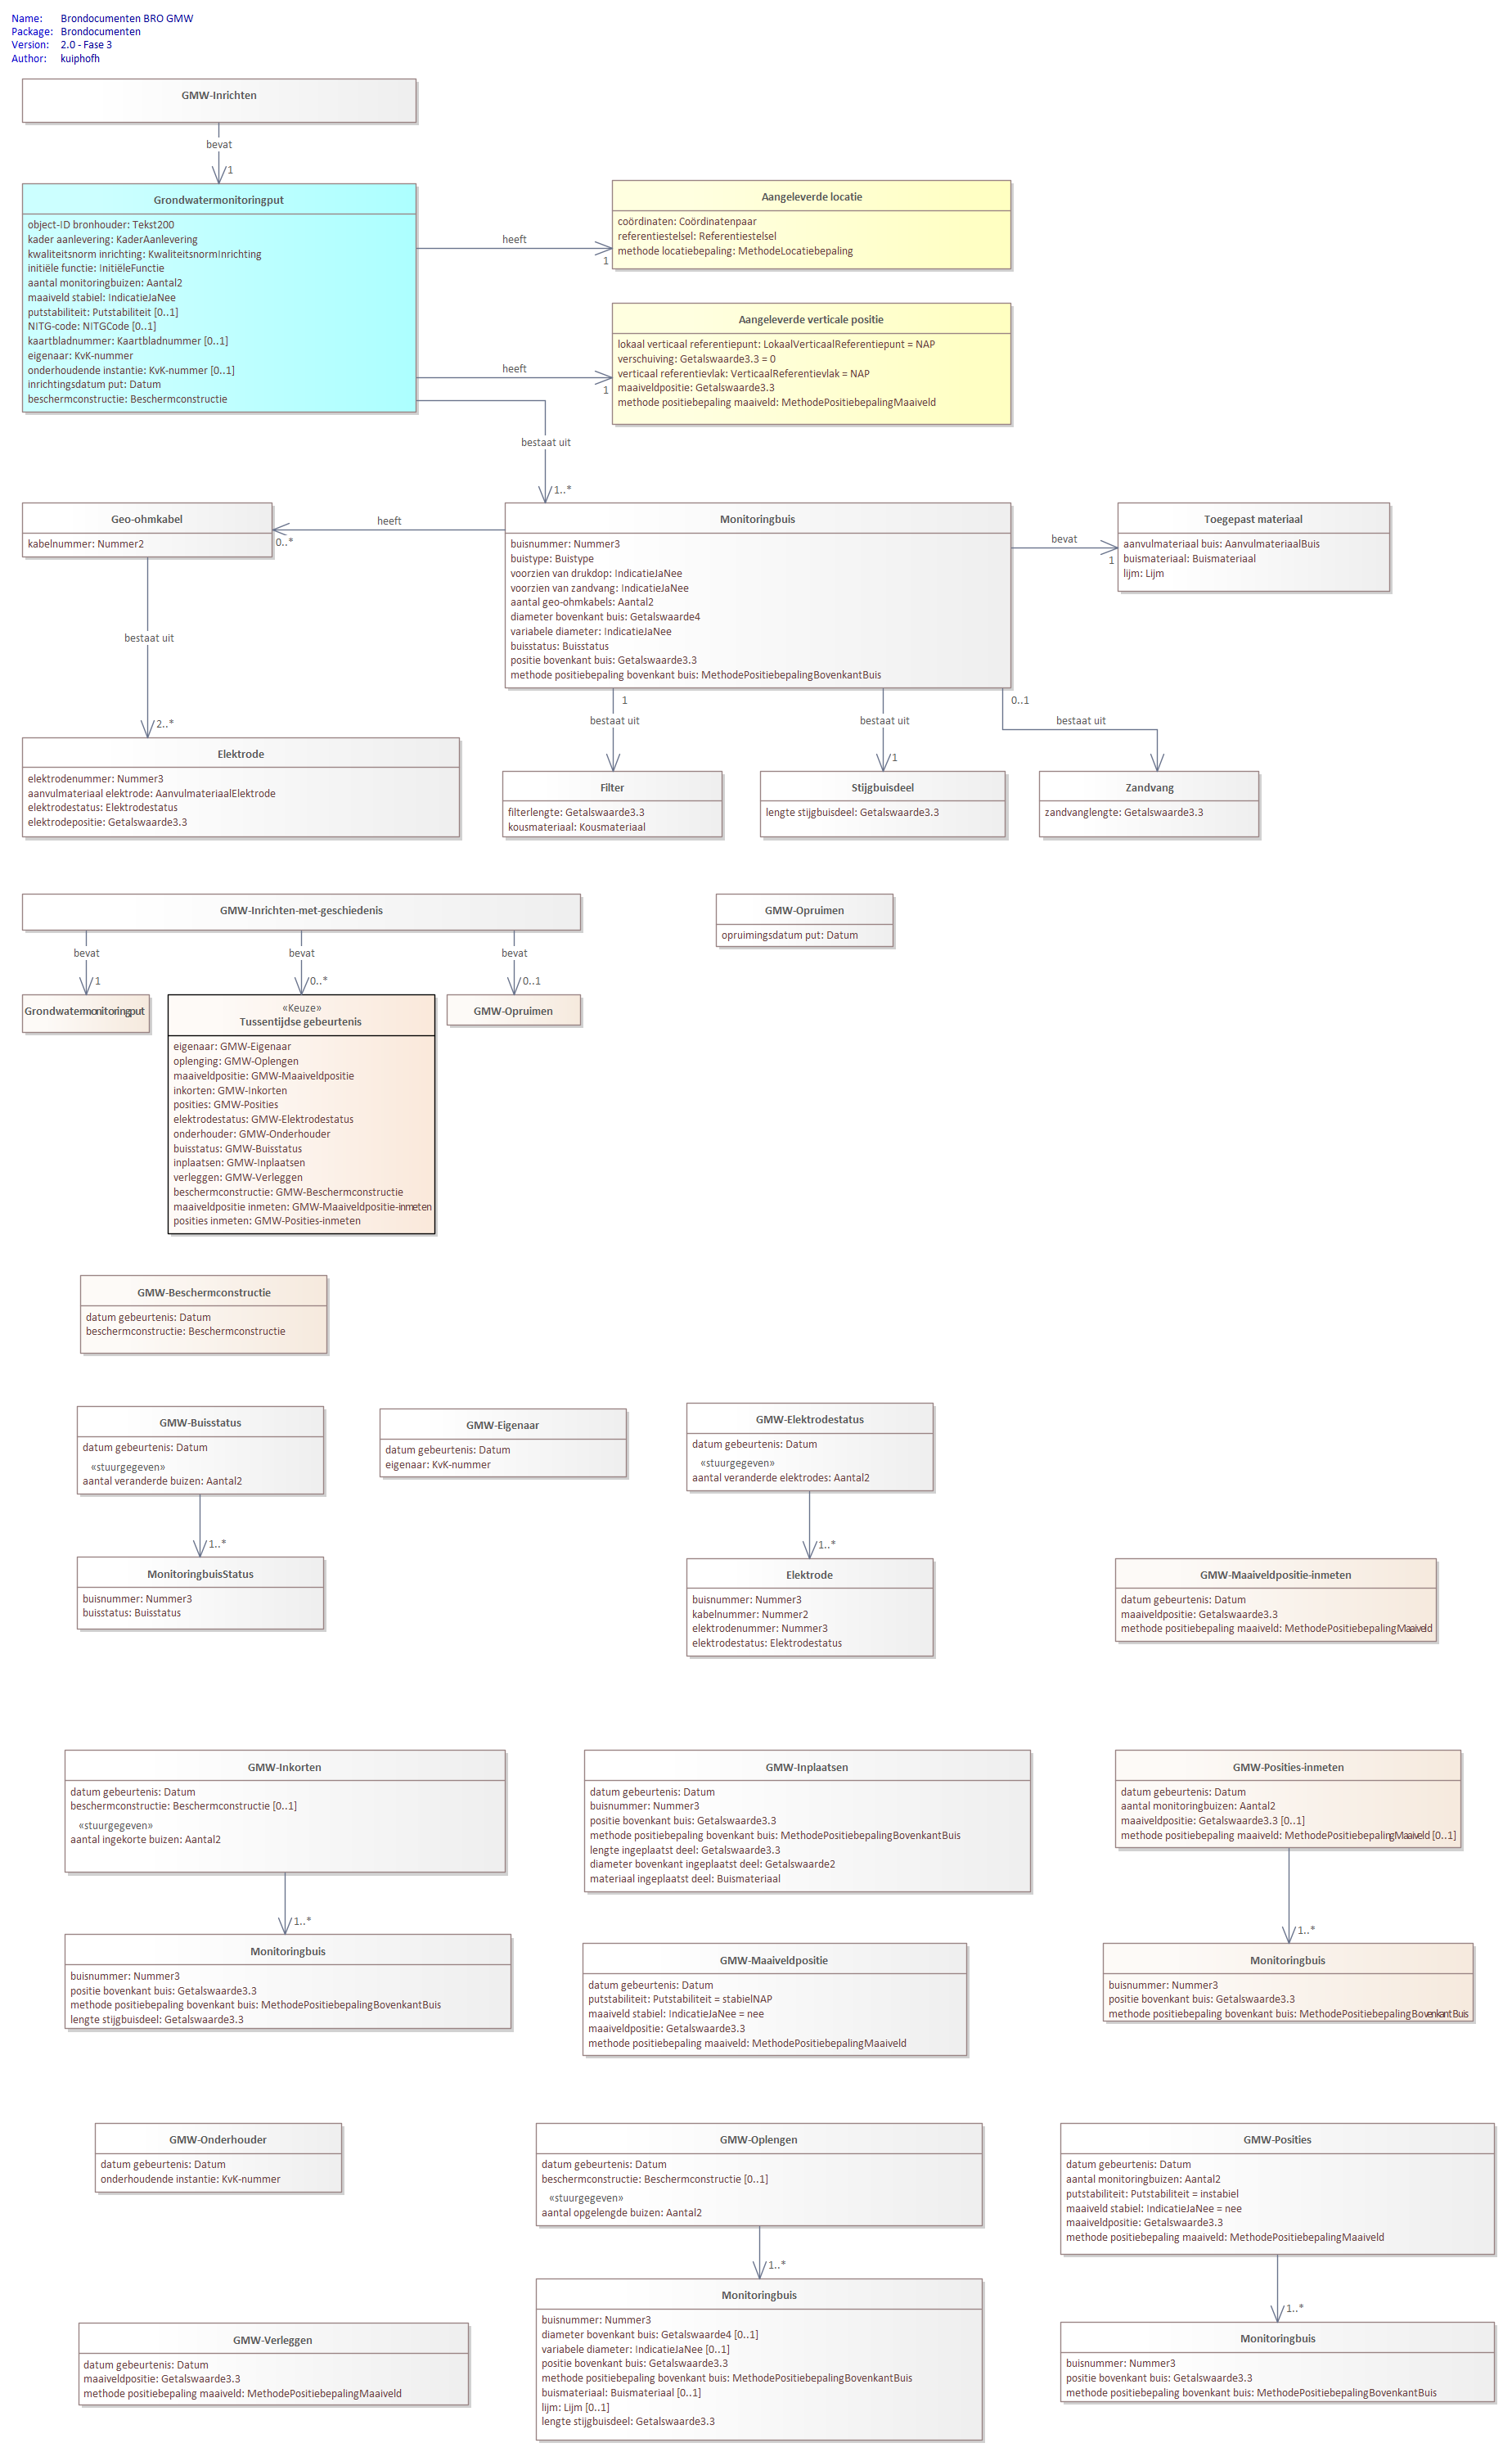 Name: Brondocumenten BRO GMW
Package: Brondocumenten
Version: 2.0 - Fase 3
Author: kuiphofh
GMW-Inrichten
bevat
1
Grondwatermonitoringput
object-ID bronhouder: Tekst200
kader aanlevering: KaderAanlevering
kwaliteitsnorm inrichting: KwaliteitsnormInrichting
initiële functie: InitiëleFunctie
aantal monitoringbuizen: Aantal2
maaiveld stabiel: IndicatieJaNee
putstabiliteit: Putstabiliteit [0..1]
NITG-code: NITGCode [0..1]
kaartbladnummer: Kaartbladnummer [0..1]
eigenaar: KvK-nummer
onderhoudende instantie: KvK-nummer [0..1]
inrichtingsdatum put: Datum
beschermconstructie: Beschermconstructie
heeft
1
Aangeleverde locatie
coördinaten: Coördinatenpaar
referentiestelsel: Referentiestelsel
methode locatiebepaling: MethodeLocatiebepaling
heeft
1
Aangeleverde verticale positie
lokaal verticaal referentiepunt: LokaalVerticaalReferentiepunt = NAP
verschuiving: Getalswaarde3.3 = 0
verticaal referentievlak: VerticaalReferentievlak = NAP
maaiveldpositie: Getalswaarde3.3
methode positiebepaling maaiveld: MethodePositiebepalingMaaiveld
bestaat uit
1..*
Geo-ohmkabel
kabelnummer: Nummer2
heeft
0..*
Monitoringbuis
buisnummer: Nummer3
buistype: Buistype
voorzien van drukdop: IndicatieJaNee
voorzien van zandvang: IndicatieJaNee
aantal geo-ohmkabels: Aantal2
diameter bovenkant buis: Getalswaarde4
variabele diameter: IndicatieJaNee
buisstatus: Buisstatus
positie bovenkant buis: Getalswaarde3.3
methode positiebepaling bovenkant buis: MethodePositiebepalingBovenkantBuis
bevat
1
Toegepast materiaal
aanvulmateriaal buis: AanvulmateriaalBuis
buismateriaal: Buismateriaal
lijm: Lijm
bestaat uit
2..*
Elektrode
elektrodenummer: Nummer3
aanvulmateriaal elektrode: AanvulmateriaalElektrode
elektrodestatus: Elektrodestatus
elektrodepositie: Getalswaarde3.3
1
bestaat uit
Filter
filterlengte: Getalswaarde3.3
kousmateriaal: Kousmateriaal
bestaat uit
1
Stijgbuisdeel
lengte stijgbuisdeel: Getalswaarde3.3
0..1
bestaat uit
Zandvang
zandvanglengte: Getalswaarde3.3
GMW-Inrichten-met-geschiedenis
bevat
bevat
bevat
1
0..*
0..1
GMW-Opruimen
opruimingsdatum put: Datum
Grondwatermonitoringput
«Keuze»
Tussentijdse gebeurtenis
eigenaar: GMW-Eigenaar
oplenging: GMW-Oplengen
maaiveldpositie: GMW-Maaiveldpositie
inkorten: GMW-Inkorten
posities: GMW-Posities
elektrodestatus: GMW-Elektrodestatus
onderhouder: GMW-Onderhouder
buisstatus: GMW-Buisstatus
inplaatsen: GMW-Inplaatsen
verleggen: GMW-Verleggen
beschermconstructie: GMW-Beschermconstructie
maaiveldpositie inmeten: GMW-Maaiveldpositie-inmeten
posities inmeten: GMW-Posities-inmeten
GMW-Opruimen
GMW-Beschermconstructie
datum gebeurtenis: Datum
beschermconstructie: Beschermconstructie
GMW-Buisstatus
datum gebeurtenis: Datum
«stuurgegeven»
aantal veranderde buizen: Aantal2
1..*
MonitoringbuisStatus
buisnummer: Nummer3
buisstatus: Buisstatus
GMW-Eigenaar
datum gebeurtenis: Datum
eigenaar: KvK-nummer
GMW-Elektrodestatus
datum gebeurtenis: Datum
«stuurgegeven»
aantal veranderde elektrodes: Aantal2
1..*
Elektrode
buisnummer: Nummer3
kabelnummer: Nummer2
elektrodenummer: Nummer3
elektrodestatus: Elektrodestatus
GMW-Maaiveldpositie-inmeten
datum gebeurtenis: Datum
maaiveldpositie: Getalswaarde3.3
methode positiebepaling maaiveld: MethodePositiebepalingMaaiveld
GMW-Inkorten
datum gebeurtenis: Datum
beschermconstructie: Beschermconstructie [0..1]
«stuurgegeven»
aantal ingekorte buizen: Aantal2
1..*
Monitoringbuis
buisnummer: Nummer3
positie bovenkant buis: Getalswaarde3.3
methode positiebepaling bovenkant buis: MethodePositiebepalingBovenkantBuis
lengte stijgbuisdeel: Getalswaarde3.3
GMW-Inplaatsen
datum gebeurtenis: Datum
buisnummer: Nummer3
positie bovenkant buis: Getalswaarde3.3
methode positiebepaling bovenkant buis: MethodePositiebepalingBovenkantBuis
lengte ingeplaatst deel: Getalswaarde3.3
diameter bovenkant ingeplaatst deel: Getalswaarde2
materiaal ingeplaatst deel: Buismateriaal
GMW-Posities-inmeten
datum gebeurtenis: Datum
aantal monitoringbuizen: Aantal2
maaiveldpositie: Getalswaarde3.3 [0..1]
methode positiebepaling maaiveld: MethodePositiebepalingMaaiveld [0..1]
1..*
Monitoringbuis
buisnummer: Nummer3
positie bovenkant buis: Getalswaarde3.3
methode positiebepaling bovenkant buis: MethodePositiebepalingBovenkantBuis
GMW-Maaiveldpositie
datum gebeurtenis: Datum
putstabiliteit: Putstabiliteit = stabielNAP
maaiveld stabiel: IndicatieJaNee = nee
maaiveldpositie: Getalswaarde3.3
methode positiebepaling maaiveld: MethodePositiebepalingMaaiveld
GMW-Onderhouder
datum gebeurtenis: Datum
onderhoudende instantie: KvK-nummer
GMW-Oplengen
datum gebeurtenis: Datum
beschermconstructie: Beschermconstructie [0..1]
«stuurgegeven»
aantal opgelengde buizen: Aantal2
1..*
Monitoringbuis
buisnummer: Nummer3
diameter bovenkant buis: Getalswaarde4 [0..1]
variabele diameter: IndicatieJaNee [0..1]
positie bovenkant buis: Getalswaarde3.3
methode positiebepaling bovenkant buis: MethodePositiebepalingBovenkantBuis
buismateriaal: Buismateriaal [0..1]
lijm: Lijm [0..1]
lengte stijgbuisdeel: Getalswaarde3.3
GMW-Posities
datum gebeurtenis: Datum
aantal monitoringbuizen: Aantal2
putstabiliteit: Putstabiliteit = instabiel
maaiveld stabiel: IndicatieJaNee = nee
maaiveldpositie: Getalswaarde3.3
methode positiebepaling maaiveld: MethodePositiebepalingMaaiveld
1..*
Monitoringbuis
buisnummer: Nummer3
positie bovenkant buis: Getalswaarde3.3
methode positiebepaling bovenkant buis: MethodePositiebepalingBovenkantBuis
GMW-Verleggen
datum gebeurtenis: Datum
maaiveldpositie: Getalswaarde3.3
methode positiebepaling maaiveld: MethodePositiebepalingMaaiveld